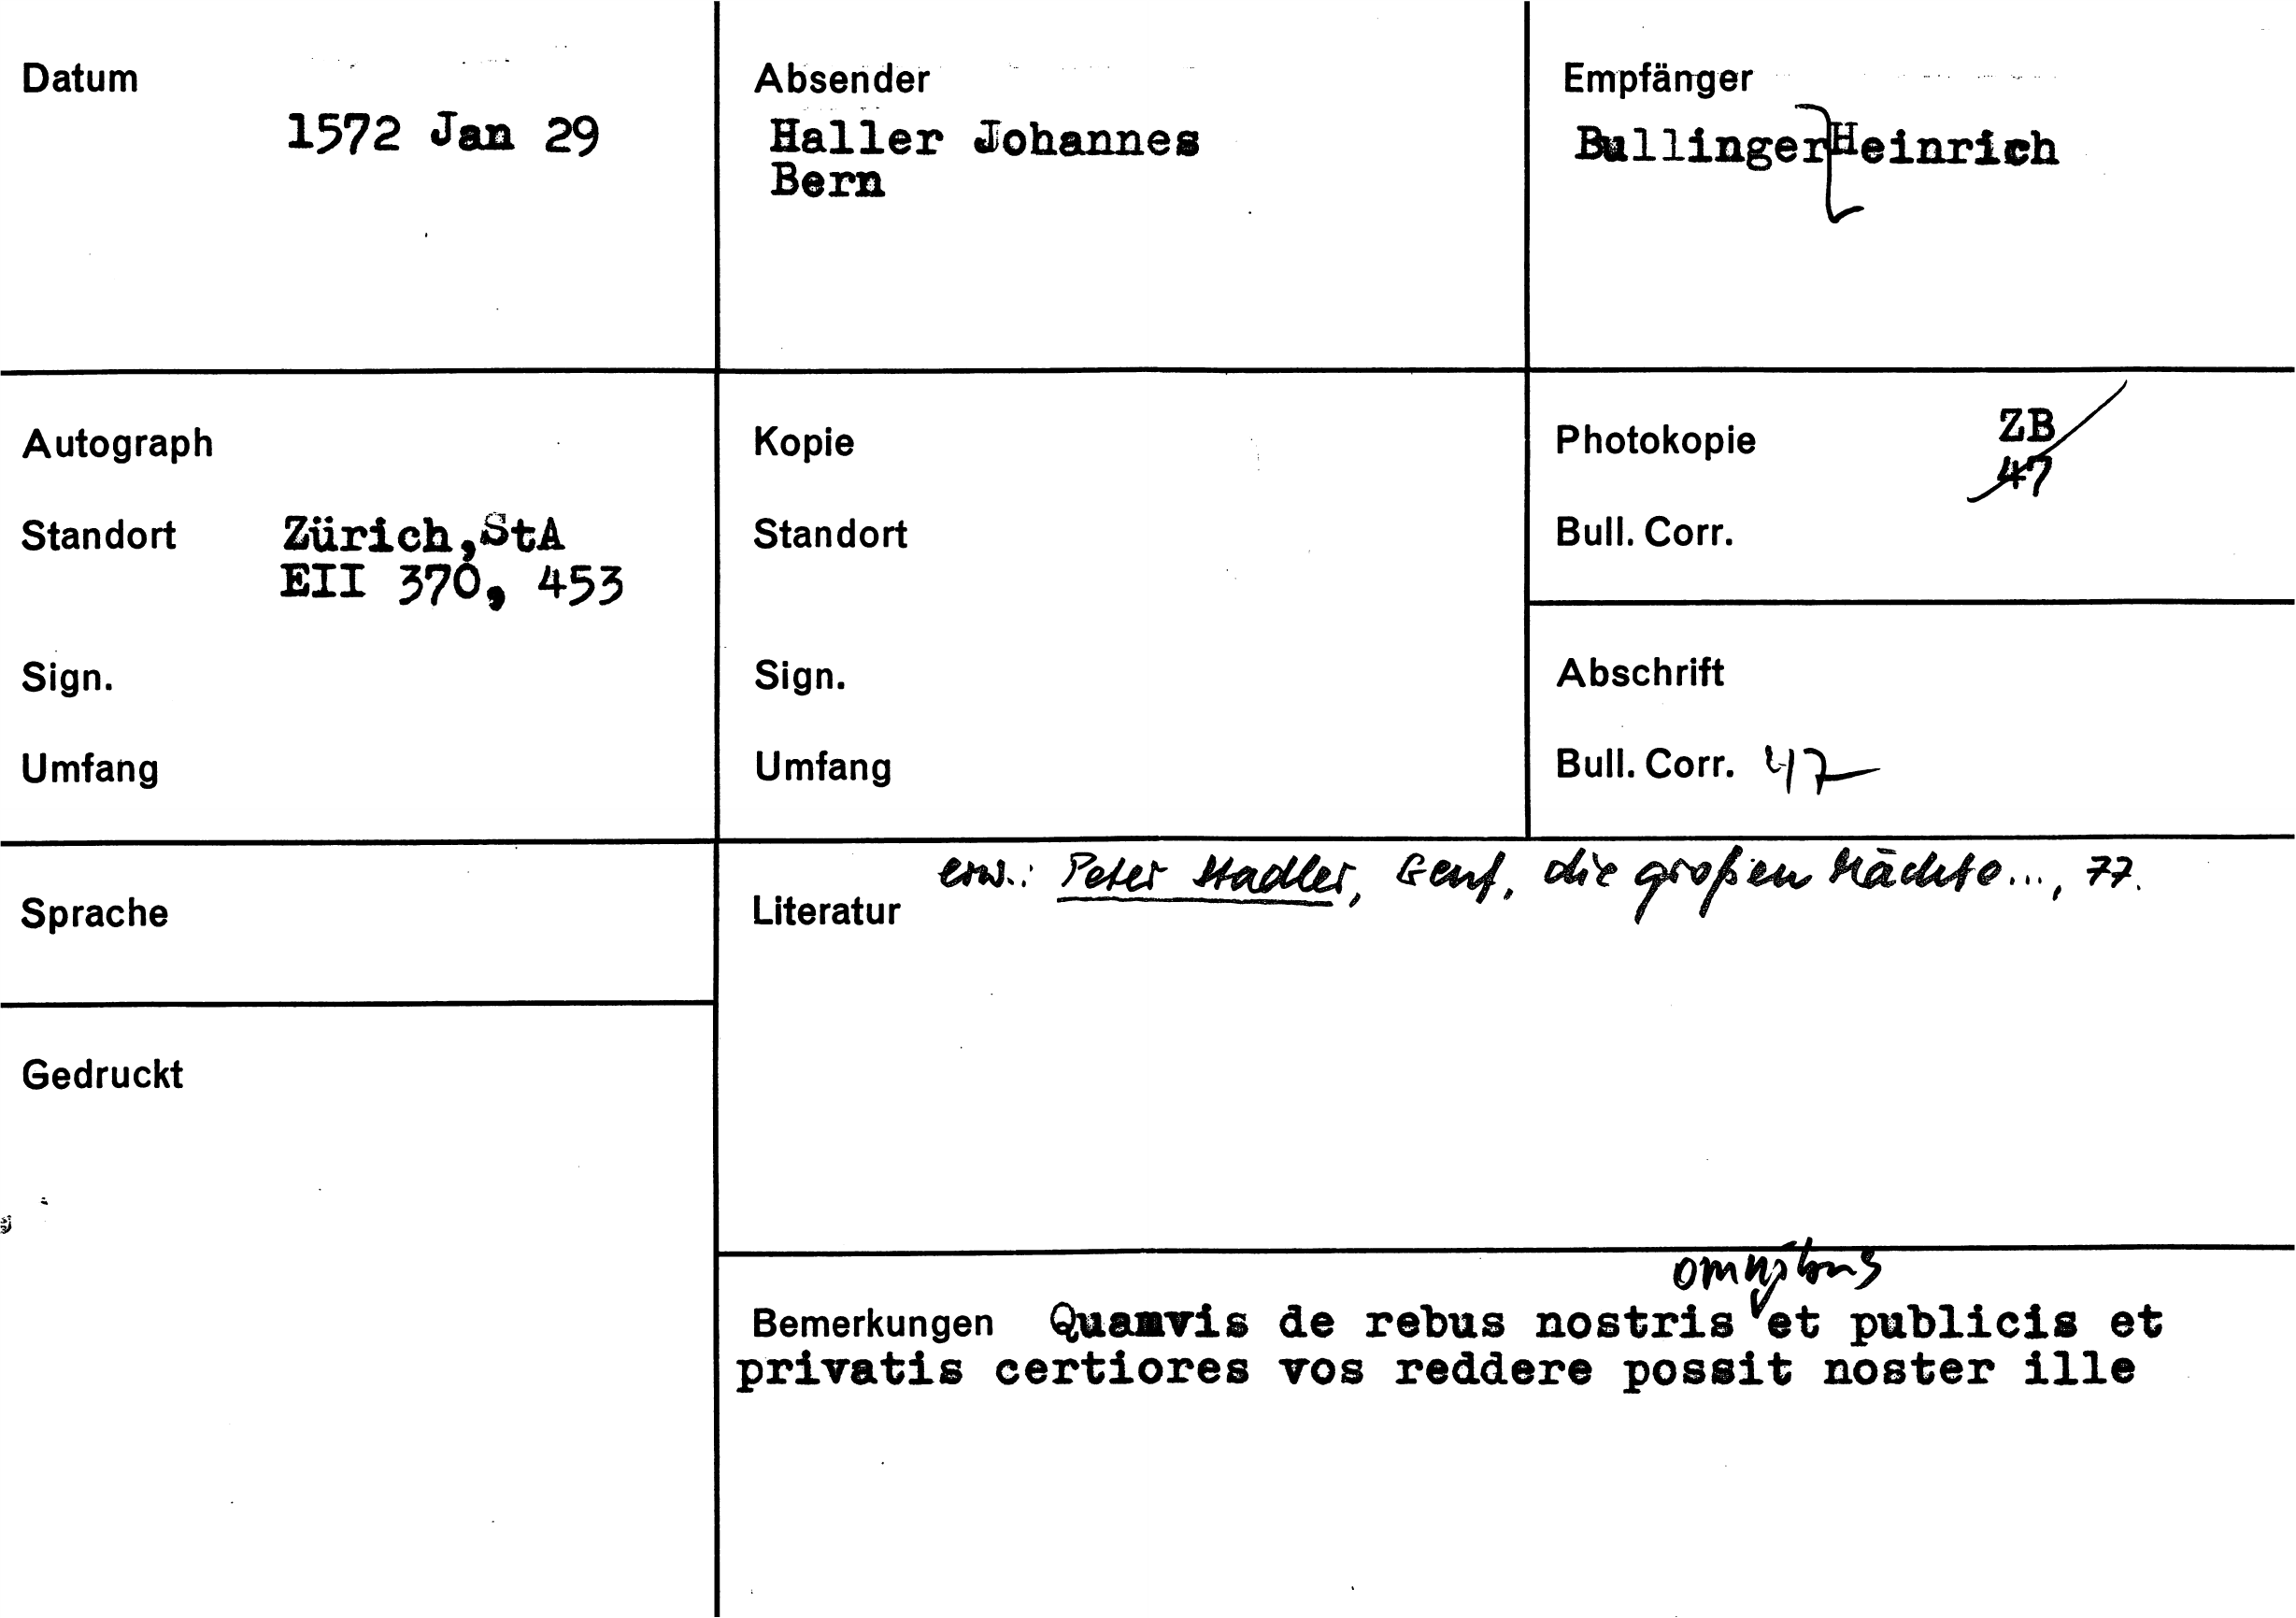 Datum
1572 Jan 29
Absender
Haller Johannes
Bern
Empfänger
Bullinger Heinrich
Autograph
Standort Zürich, StA
EII 370, 453
Sign.
Umfang
Kopie
Standort
Sign.
Umfang
Photokopie ZB
47
Bull. Corr.
Abschrift
Bull. Corr. 47
Sprache
Gedruckt
erw.: Peter Stadler, Genf, die großen Mächte..., 77.
Literatur
omnibus
Bemerkungen Quamvis de rebus nostris et publicis et
privatis certiores vos reddere possit noster ille